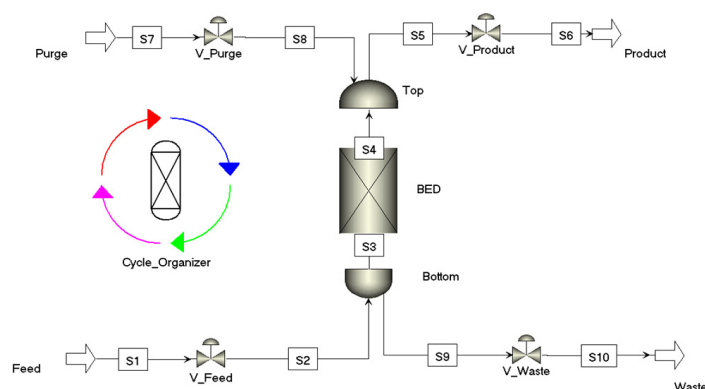 Purge
S7
V_Purge
S8
S5
V_Product
S6
Product
Top
S4
BED
S3
Cycle_Organizer
Bottom
Feed
S1
V_Feed
S2
S9
V_Waste
S10
Waste